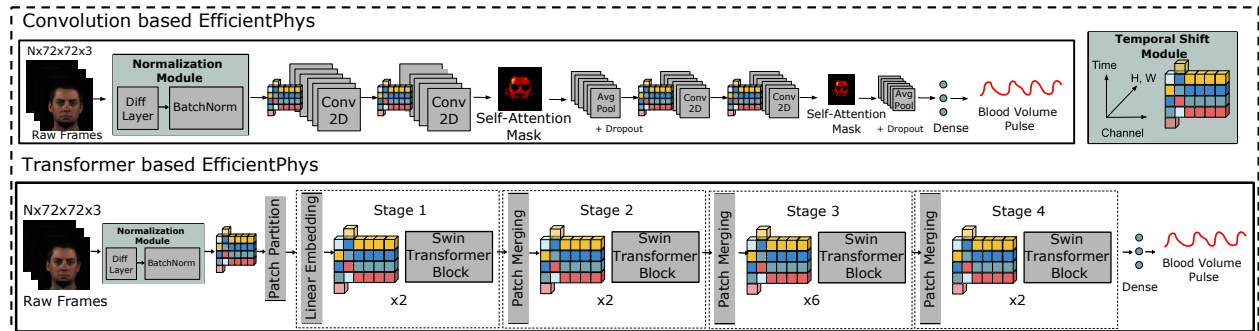 Convolution based EfficientPhys
Nx72x72x3
Normalization
Module
Diff
Layer
BatchNorm
Raw Frames
Conv
2D
Conv
2D
Self-Attention
Mask
Avg
Pool
+ Dropout
Conv
2D
Conv
2D
Self-Attention
Mask
Avg
Pool
+ Dropout
Dense
Blood Volume
Pulse
Temporal Shift
Module
Time
H, W
Channel
Transformer based EfficientPhys
Nx72x72x3
Normalization
Module
Diff
Layer
BatchNorm
Raw Frames
Patch Partition
Linear Embedding
Stage 1
Swin
Transformer
Block
x2
Patch Merging
Stage 2
Swin
Transformer
Block
x2
Patch Merging
Stage 3
Swin
Transformer
Block
x6
Patch Merging
Stage 4
Swin
Transformer
Block
x2
Dense
Blood Volume
Pulse